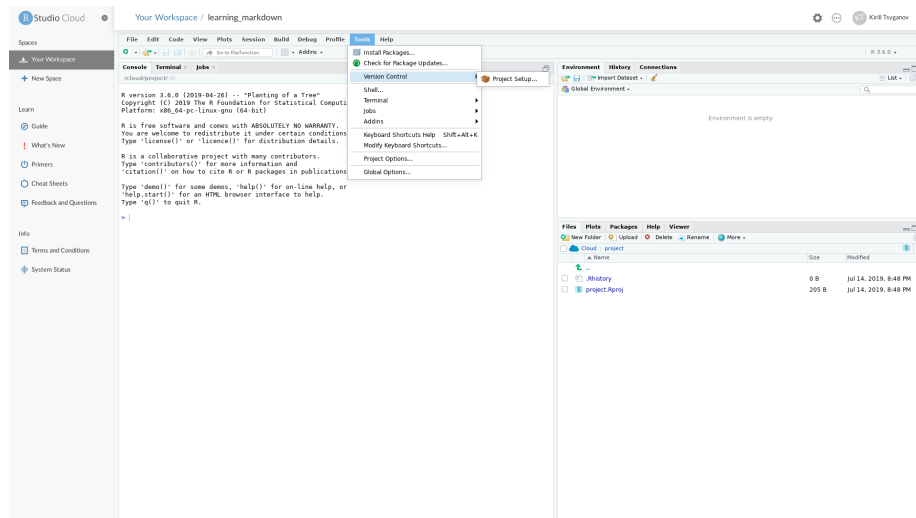 R Studio Cloud
Your Workspace / learning_markdown
KT Kirill Tsyganov
Spaces
Your Workspace
New Space
Learn
Guide
What's New
Primers
Cheat Sheets
Feedback and Questions
Info
Terms and Conditions
System Status
File Edit Code View Plots Session Build Debug Profile Tools Help
Go to file/function Addins
R 3.6.0
Console Terminal Jobs
/cloud/project/
R version 3.6.0 (2019-04-26) -- "Planting of a Tree"
Copyright (C) 2019 The R Foundation for Statistical Computi
Platform: x86_64-pc-linux-gnu (64-bit)
R is free software and comes with ABSOLUTELY NO WARRANTY.
You are welcome to redistribute it under certain conditions
Type 'license()' or 'licence()' for distribution details.
R is a collaborative project with many contributors.
Type 'contributors()' for more information and
'citation()' on how to cite R or R packages in publications
Type 'demo()' for some demos, 'help()' for on-line help, or
'help.start()' for an HTML browser interface to help.
Type 'q()' to quit R.
>
Install Packages...
Check for Package Updates...
Version Control
Project Setup...
Shell...
Terminal
Jobs
Addins
Keyboard Shortcuts Help Shift+Alt+K
Modify Keyboard Shortcuts...
Project Options...
Global Options...
Environment History Connections
Import Dataset
List
Global Environment
Environment is empty
Files Plots Packages Help Viewer
New Folder Upload Delete Rename More
Cloud project
Name Size Modified
..
.Rhistory 0 B Jul 14, 2019, 8:48 PM
project.Rproj 205 B Jul 14, 2019, 8:48 PM